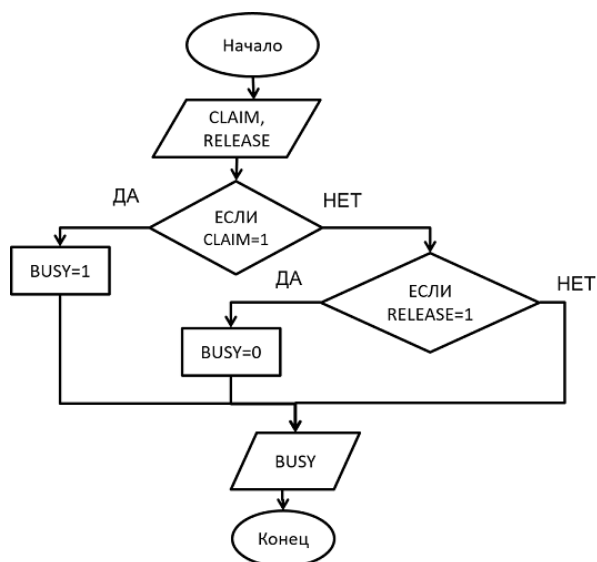 Начало
CLAIM,
RELEASE
ДА
НЕТ
ЕСЛИ
CLAIM=1
BUSY=1
ДА
НЕТ
ЕСЛИ
RELEASE=1
BUSY=0
BUSY
Конец